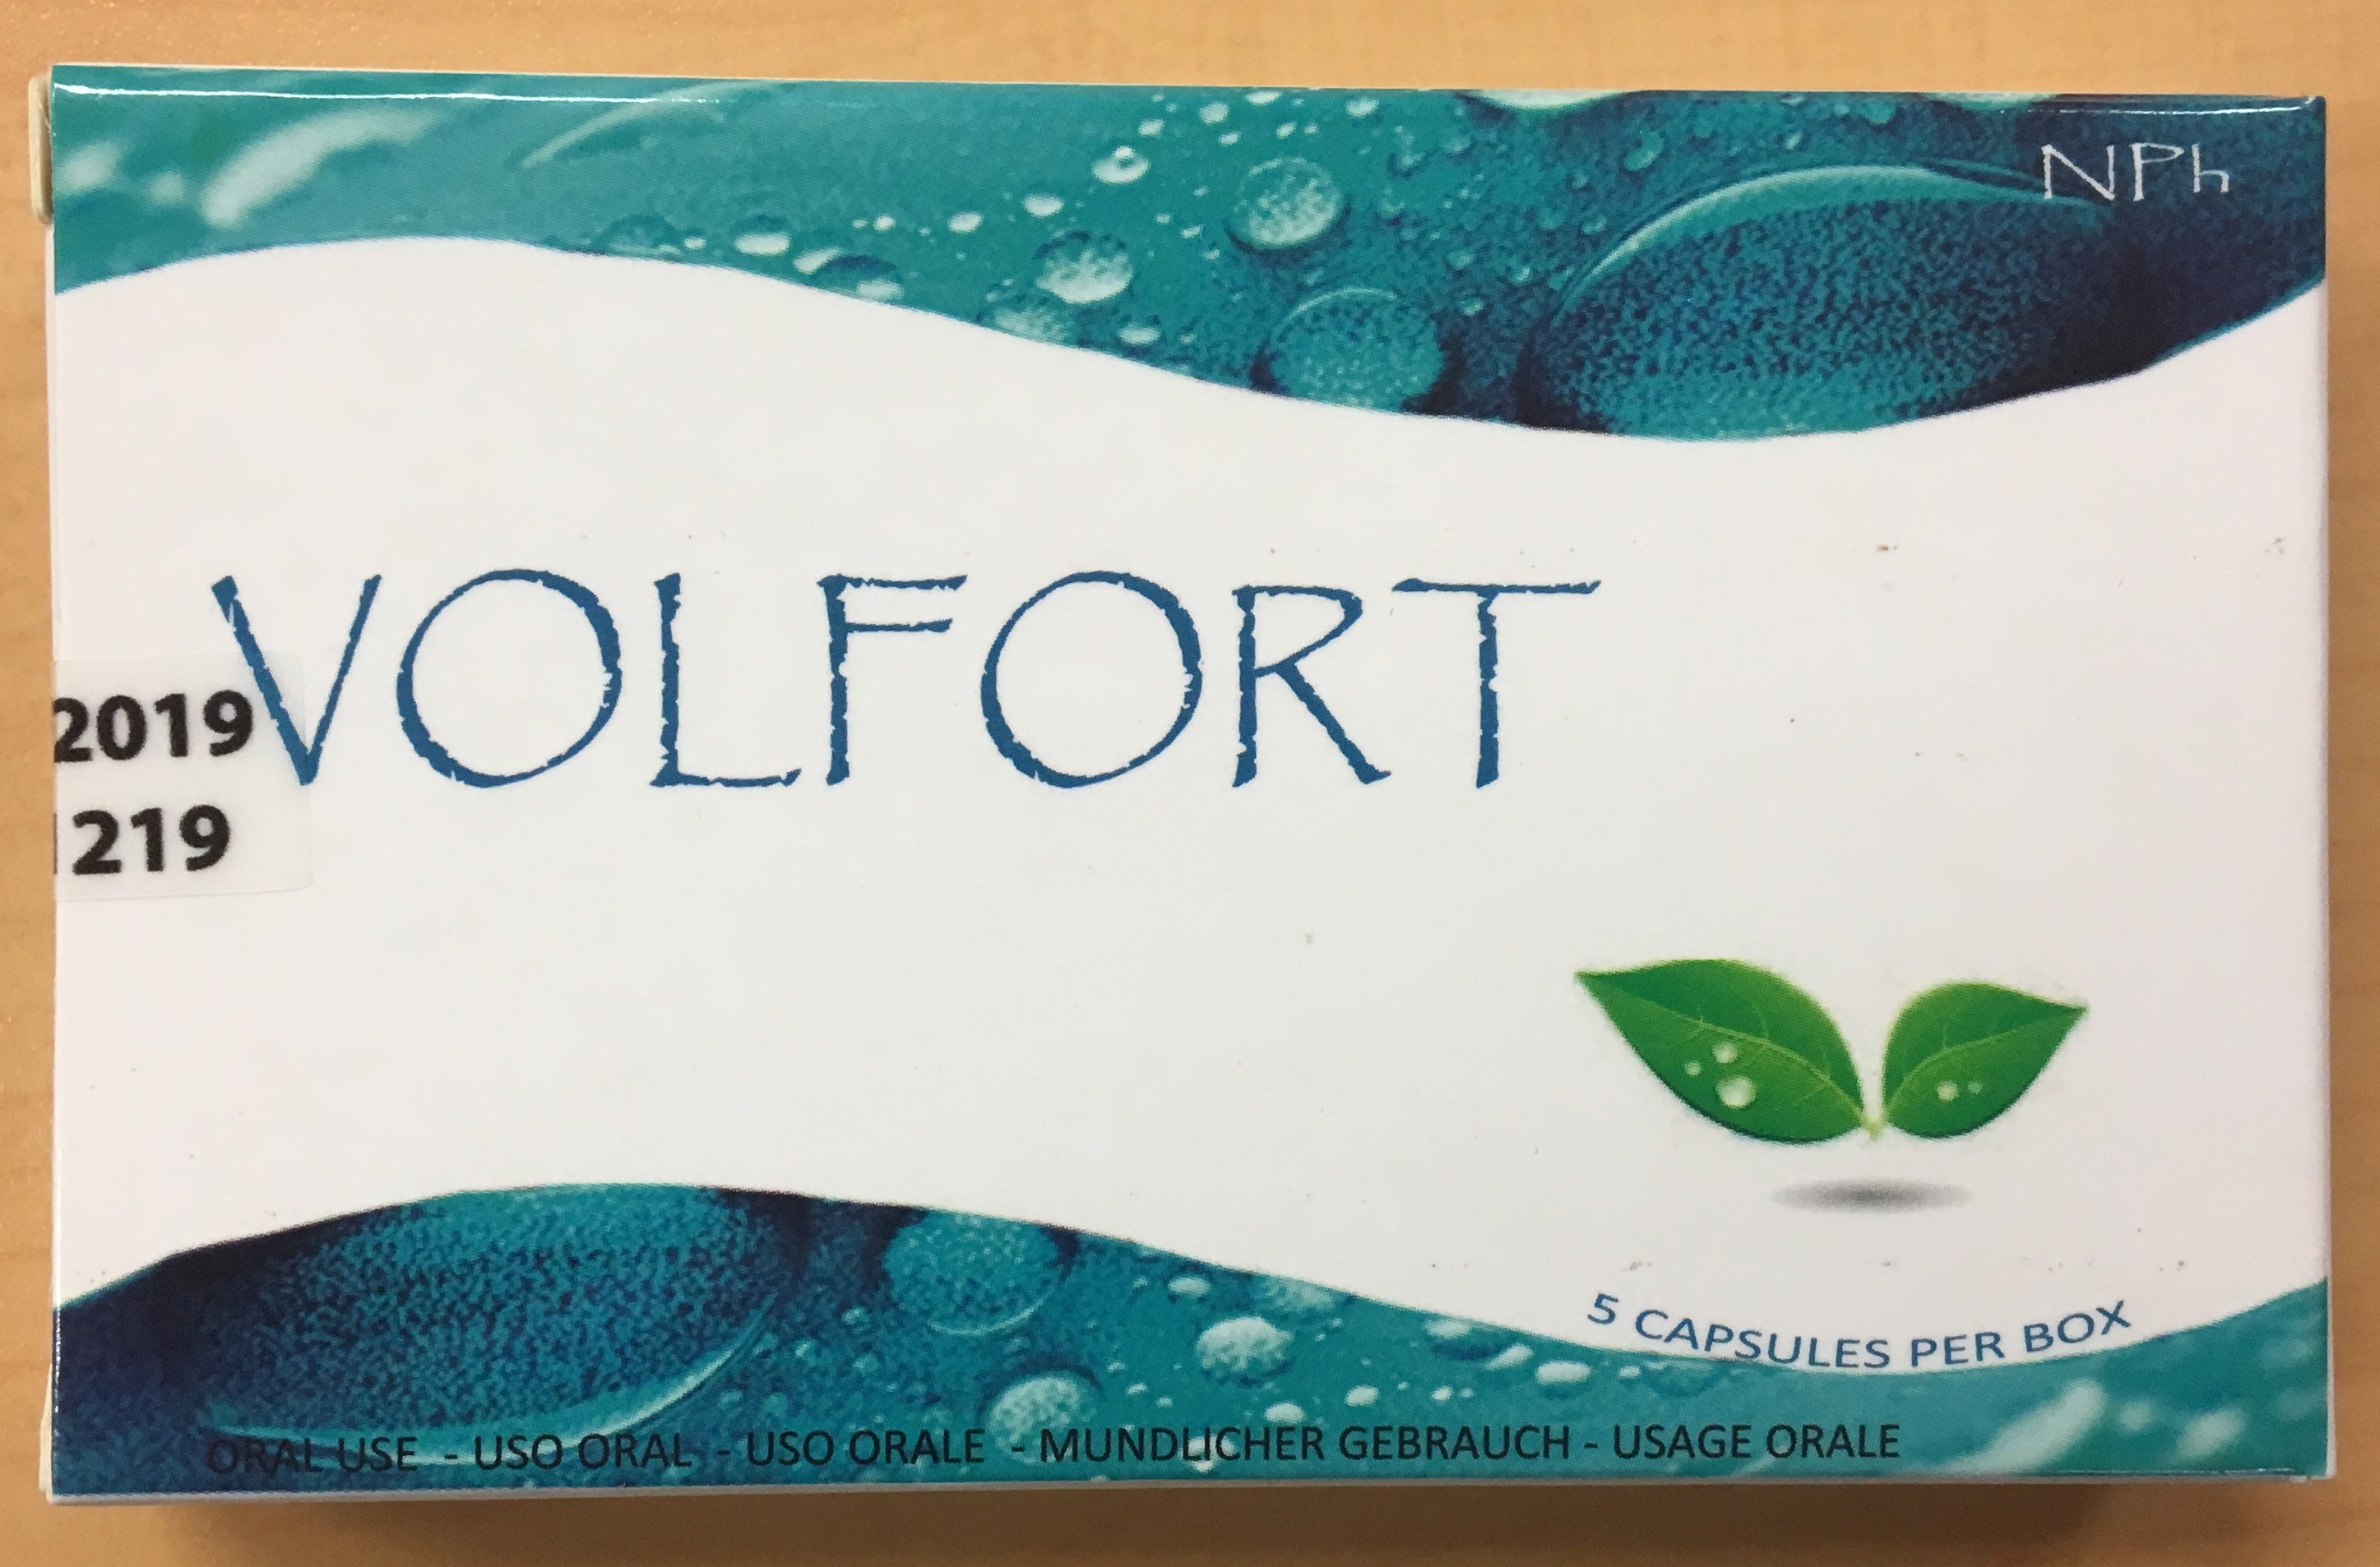 NPh
VOLFORT
2019
1219
5 CAPSULES PER BOX
ORAL USE - USO ORAL - USO ORALE - MUNDLICHER GEBRAUCH - USAGE ORALE